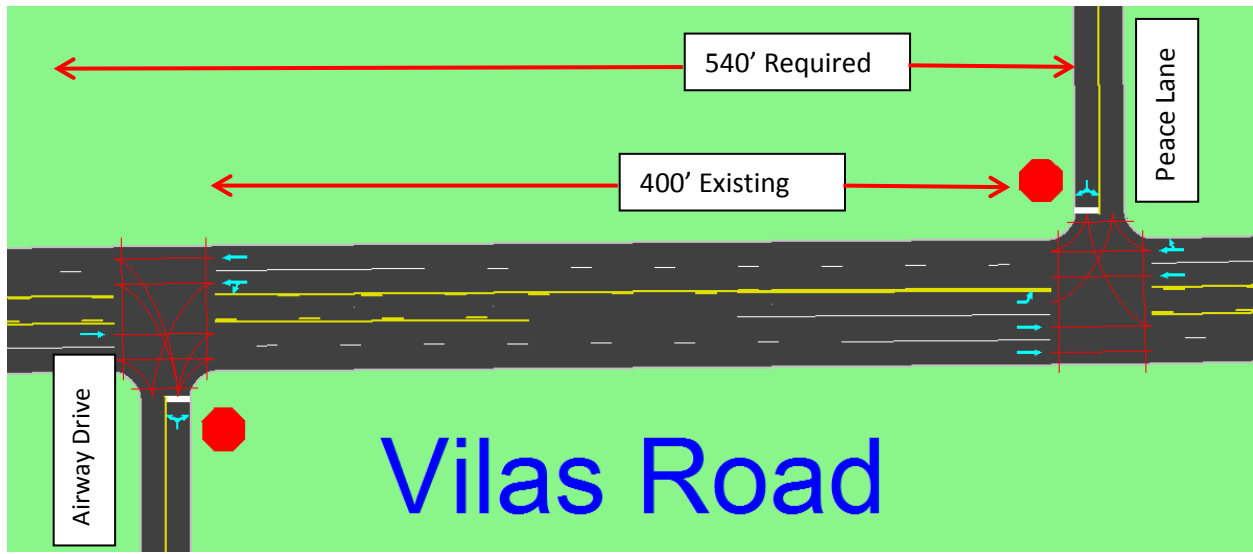 540’ Required
400’ Existing
Peace Lane
Airway Drive
Vilas Road